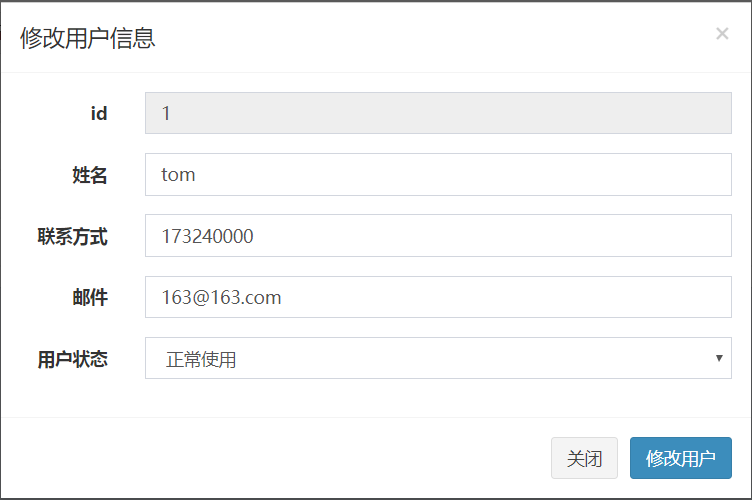 修改用户信息 ×
id 1
姓名 tom
联系方式 173240000
邮件 163@163.com
用户状态 正常使用
关闭 修改用户